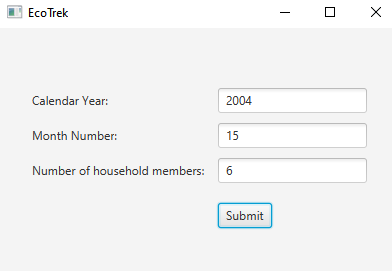 EcoTrek
Calendar Year: 2004
Month Number: 15
Number of household members: 6
Submit